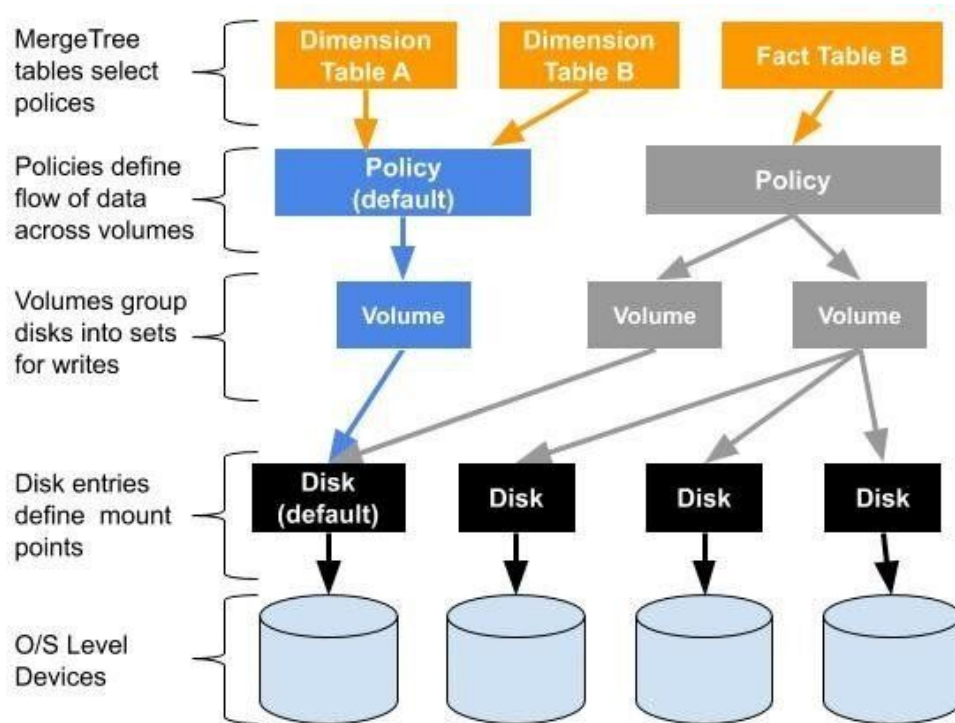 MergeTree
tables select
polices
Dimension
Table A
Dimension
Table B
Fact Table B
Policies define
flow of data
across volumes
Policy
(default)
Policy
Volumes group
disks into sets
for writes
Volume
Volume
Volume
Disk entries
define mount
points
Disk
(default)
Disk
Disk
Disk
O/S Level
Devices